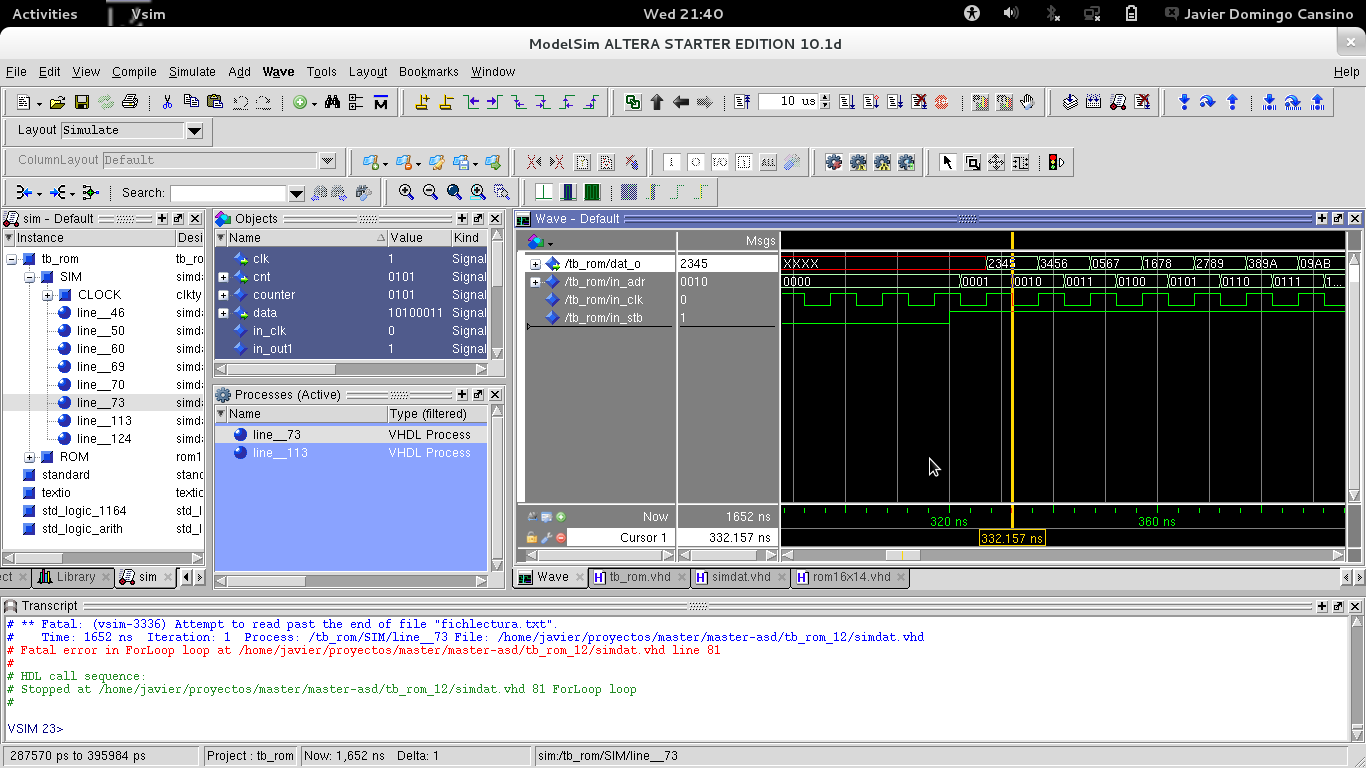 Activities Vsim Wed 21:40 Javier Domingo Cansino
ModelSim ALTERA STARTER EDITION 10.1d
File Edit View Compile Simulate Add Wave Tools Layout Bookmarks Window Help
10 us
Layout Simulate
ColumnLayout Default
Search:
sim - Default
Instance Desi
tb_rom tb_ro
SIM simd
CLOCK clkty
line__46 simd
line__50 simd
line__60 simd
line__69 simd
line__70 simd
line__73 simd
line__113 simd
line__124 simd
ROM rom1
standard stan
textio textic
std_logic_1164 std_l
std_logic_arith std_l
ct Library sim
Objects
Name Value Kind
clk 1 Signal
cnt 0101 Signal
counter 0101 Signal
data 10100011 Signal
in_clk 0 Signal
in_out1 1 Signal
Processes (Active)
Name Type (filtered)
line__73 VHDL Process
line__113 VHDL Process
Wave - Default
Msgs
/tb_rom/dat_o 2345 XXXX 2345 3456 0567 1678 2789 389A 09AB
/tb_rom/in_adr 0010 0000 0001 0010 0011 0100 0101 0110 0111 1...
/tb_rom/in_clk 0
/tb_rom/in_stb 1
Now 1652 ns 320 ns 360 ns
Cursor 1 332.157 ns 332.157 ns
Wave tb_rom.vhd simdat.vhd rom16x14.vhd
Transcript
# ** Fatal: (vsim-3336) Attempt to read past the end of file "fichlectura.txt".
# Time: 1652 ns Iteration: 1 Process: /tb_rom/SIM/line__73 File: /home/javier/proyectos/master/master-asd/tb_rom_12/simdat.vhd
# Fatal error in ForLoop loop at /home/javier/proyectos/master/master-asd/tb_rom_12/simdat.vhd line 81
#
# HDL call sequence:
# Stopped at /home/javier/proyectos/master/master-asd/tb_rom_12/simdat.vhd 81 ForLoop loop
#
VSIM 23>
287570 ps to 395984 ps Project : tb_rom Now: 1,652 ns Delta: 1 sim:/tb_rom/SIM/line__73